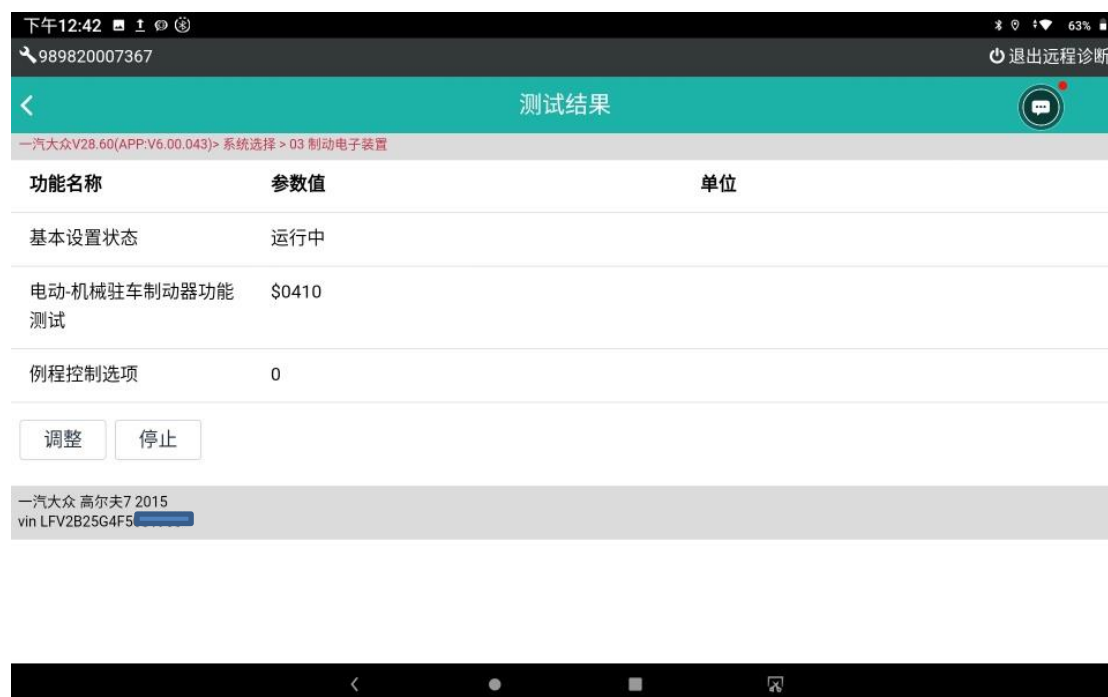 下午12:42
63%
989820007367
退出远程诊断
测试结果
一汽大众V28.60(APP:V6.00.043)> 系统选择 > 03 制动电子装置
功能名称 参数值 单位
基本设置状态 运行中
电动-机械驻车制动器功能 $0410
测试
例程控制选项 0
调整 停止
一汽大众 高尔夫7 2015
vin LFV2B25G4F5